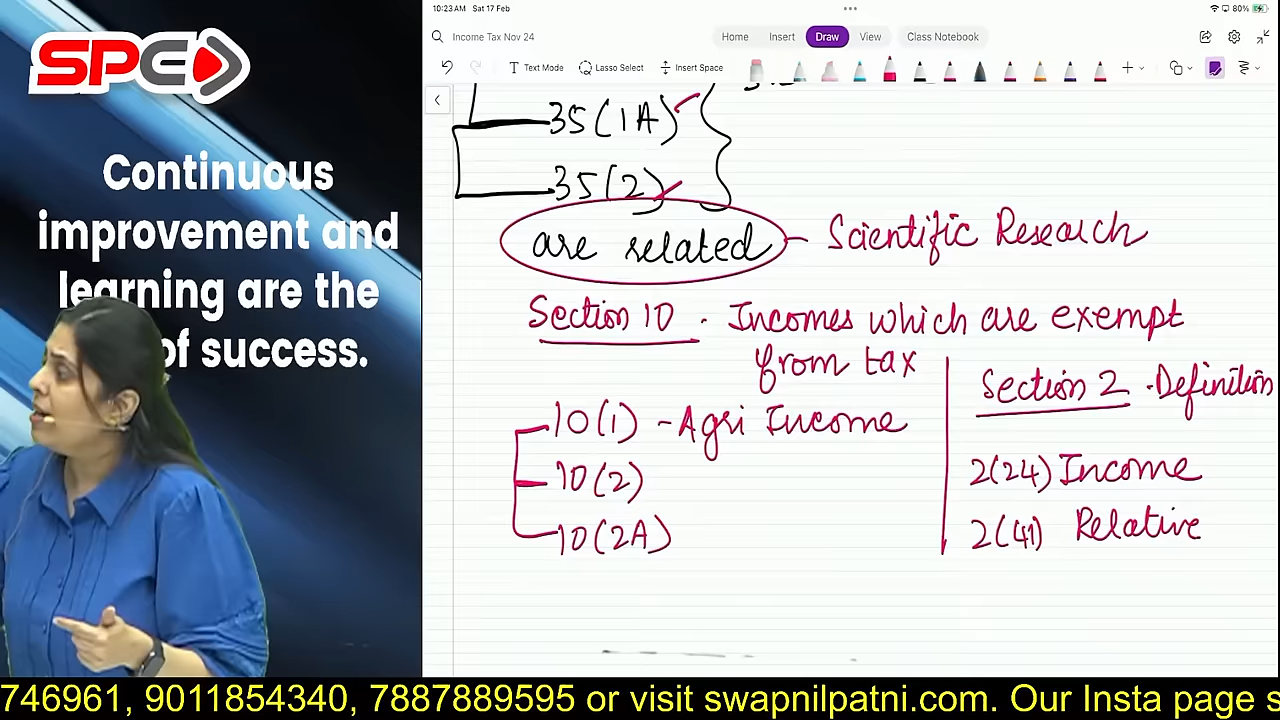 SPE
Continuous
improvement and
learning are the
of success.
10:23 AM Sat 17 Feb
80%
Income Tax Nov 24
Home Insert Draw View Class Notebook
Text Mode Lasso Select Insert Space
35(1A)
35(2)
are related - Scientific Research
Section 10 . Incomes which are exempt
from tax
Section 2 . Definition
10(1) - Agri Income
10(2)
10(2A)
2(24) Income
2(41) Relative
746961, 9011854340, 7887889595 or visit swapnilpatni.com. Our Insta page s